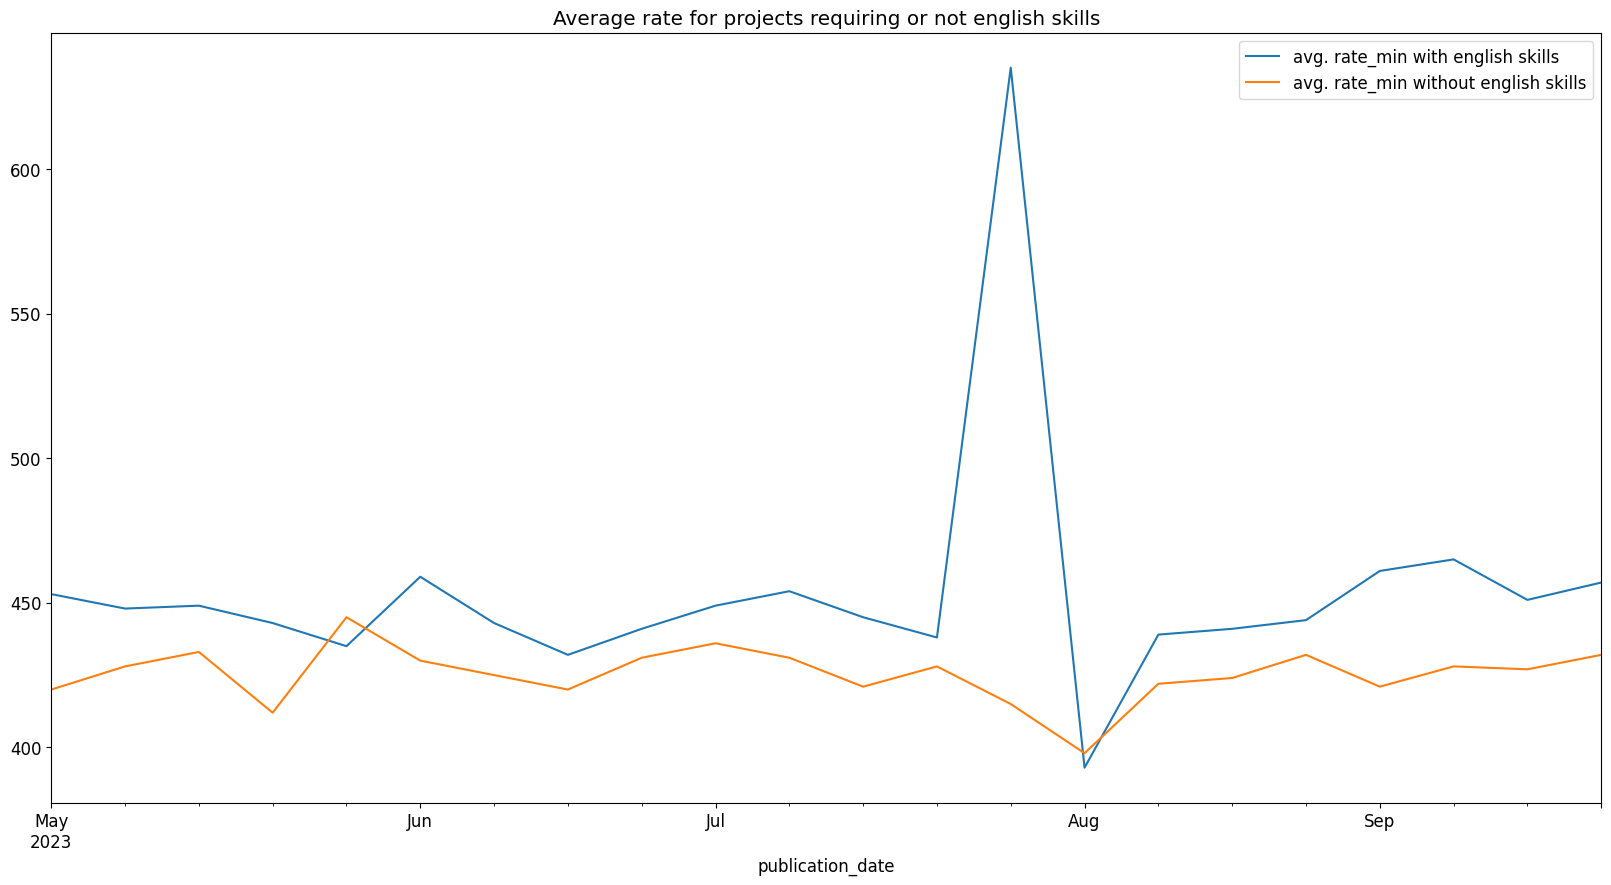 Average rate for projects requiring or not english skills
avg. rate_min with english skills
avg. rate_min without english skills
600
550
500
450
400
May Jun Jul Aug Sep
2023
publication_date